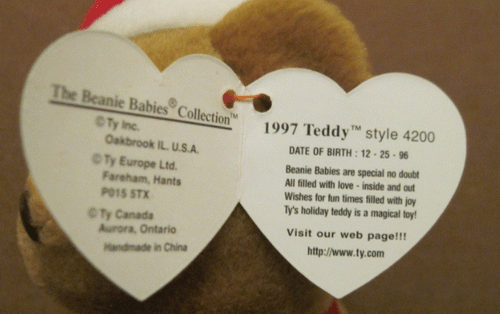 The Beanie Babies® Collection™
© Ty Inc.
Oakbrook IL. U.S.A.
© Ty Europe Ltd.
Fareham, Hants
PO15 5TX
© Ty Canada
Aurora, Ontario
Handmade in China
1997 Teddy™ style 4200
DATE OF BIRTH : 12 - 25 - 96
Beanie Babies are special no doubt
All filled with love - inside and out
Wishes for fun times filled with joy
Ty's holiday teddy is a magical toy!
Visit our web page!!!
http://www.ty.com